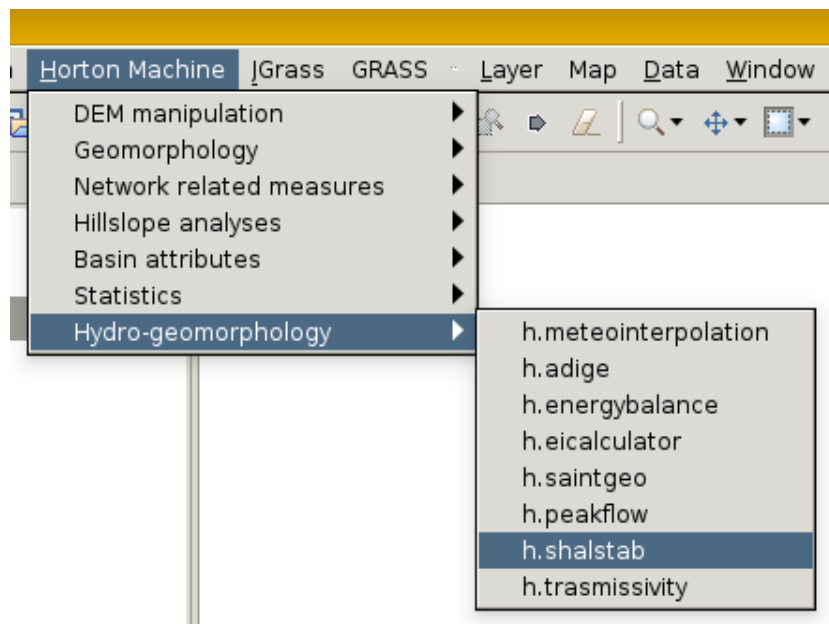 Horton Machine JGrass GRASS Layer Map Data Window
DEM manipulation
Geomorphology
Network related measures
Hillslope analyses
Basin attributes
Statistics
Hydro-geomorphology
h.meteointerpolation
h.adige
h.energybalance
h.eicalculator
h.saintgeo
h.peakflow
h.shalstab
h.trasmissivity